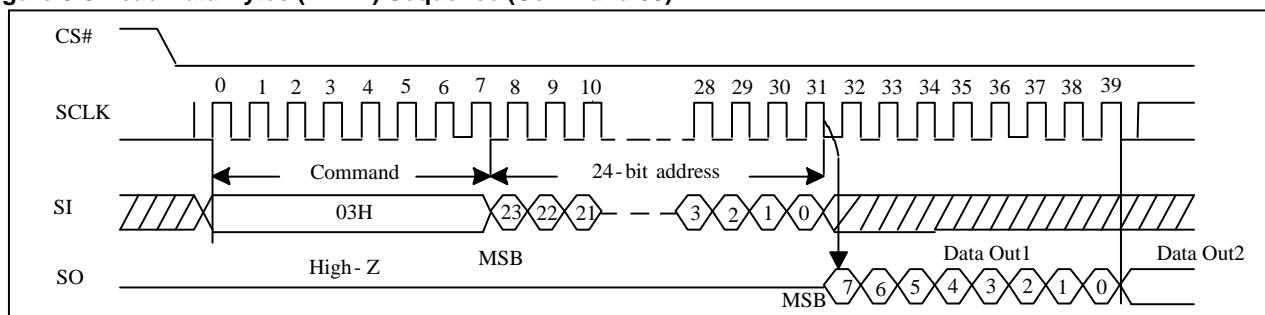 CS#
0 1 2 3 4 5 6 7 8 9 10 28 29 30 31 32 33 34 35 36 37 38 39
SCLK
Command 24-bit address
SI 03H 23 22 21 3 2 1 0
High-Z MSB Data Out1 Data Out2
SO MSB 7 6 5 4 3 2 1 0